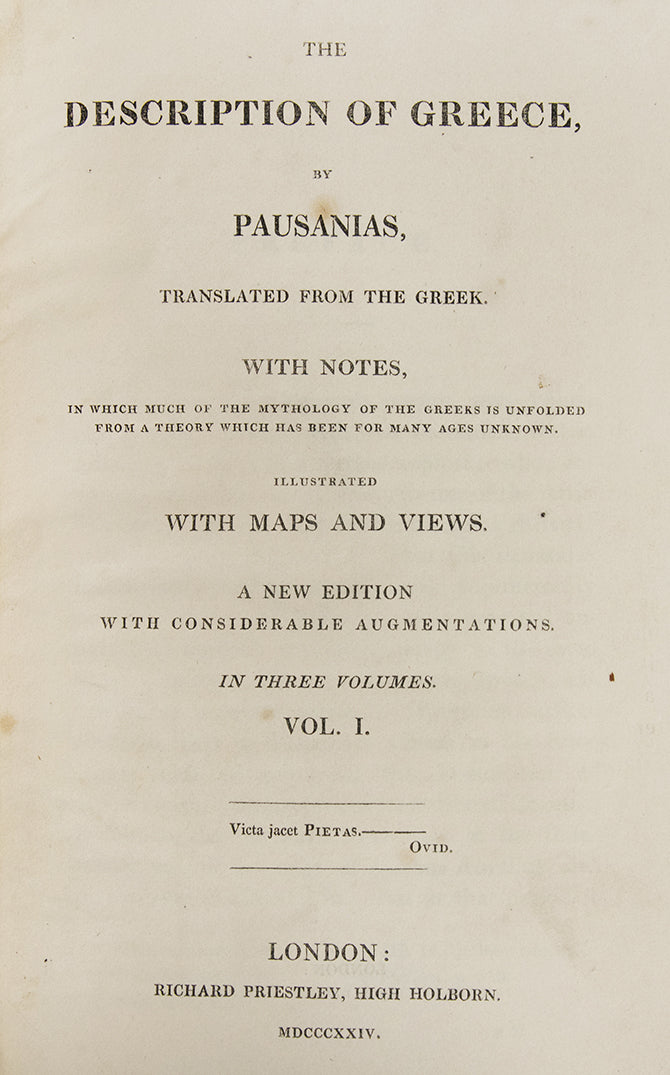 THE
DESCRIPTION OF GREECE,
BY
PAUSANIAS,
TRANSLATED FROM THE GREEK.
WITH NOTES,
IN WHICH MUCH OF THE MYTHOLOGY OF THE GREEKS IS UNFOLDED
FROM A THEORY WHICH HAS BEEN FOR MANY AGES UNKNOWN.
ILLUSTRATED
WITH MAPS AND VIEWS.
A NEW EDITION
WITH CONSIDERABLE AUGMENTATIONS.
IN THREE VOLUMES.
VOL. I.
Victa jacet PIETAS.———
OVID.
LONDON:
RICHARD PRIESTLEY, HIGH HOLBORN.
MDCCCXXIV.